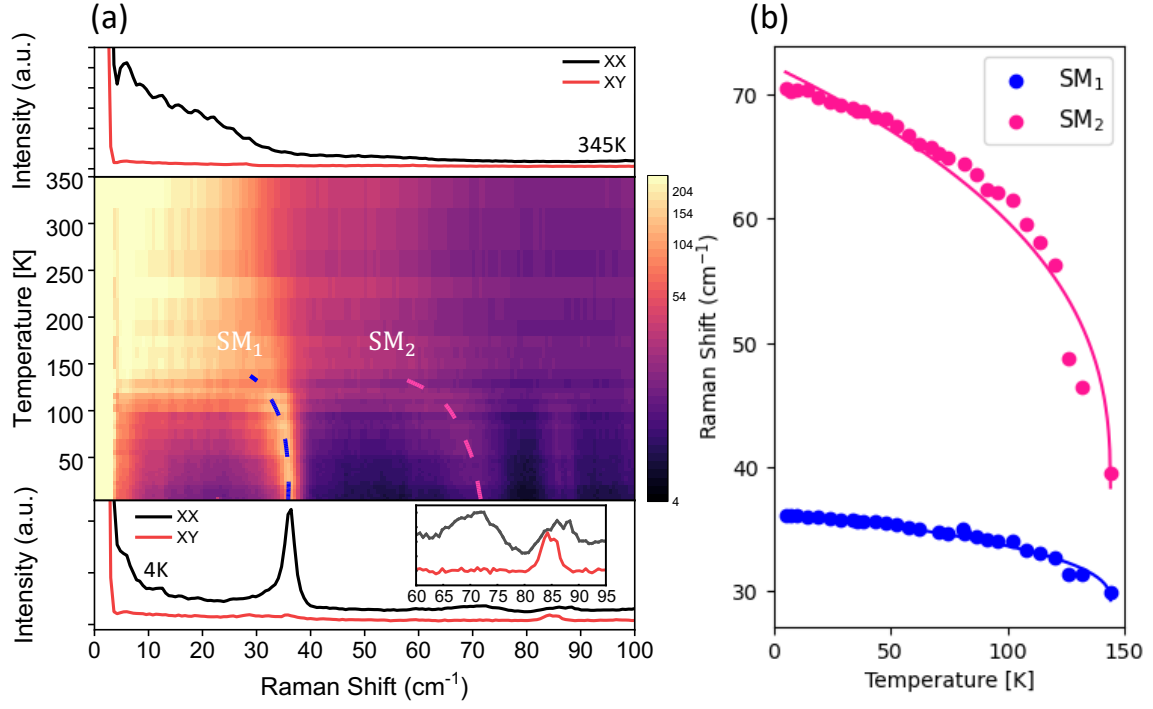 (a)
(b)
Intensity (a.u.)
XX
XY
345K
Temperature [K]
350
300
250
200
150
100
50
SM₁
SM₂
204
154
104
54
4
Intensity (a.u.)
XX
XY
4K
60 65 70 75 80 85 90 95
0 10 20 30 40 50 60 70 80 90 100
Raman Shift (cm⁻¹)
SM₁
SM₂
Raman Shift (cm⁻¹)
70
60
50
40
30
0 50 100 150
Temperature [K]